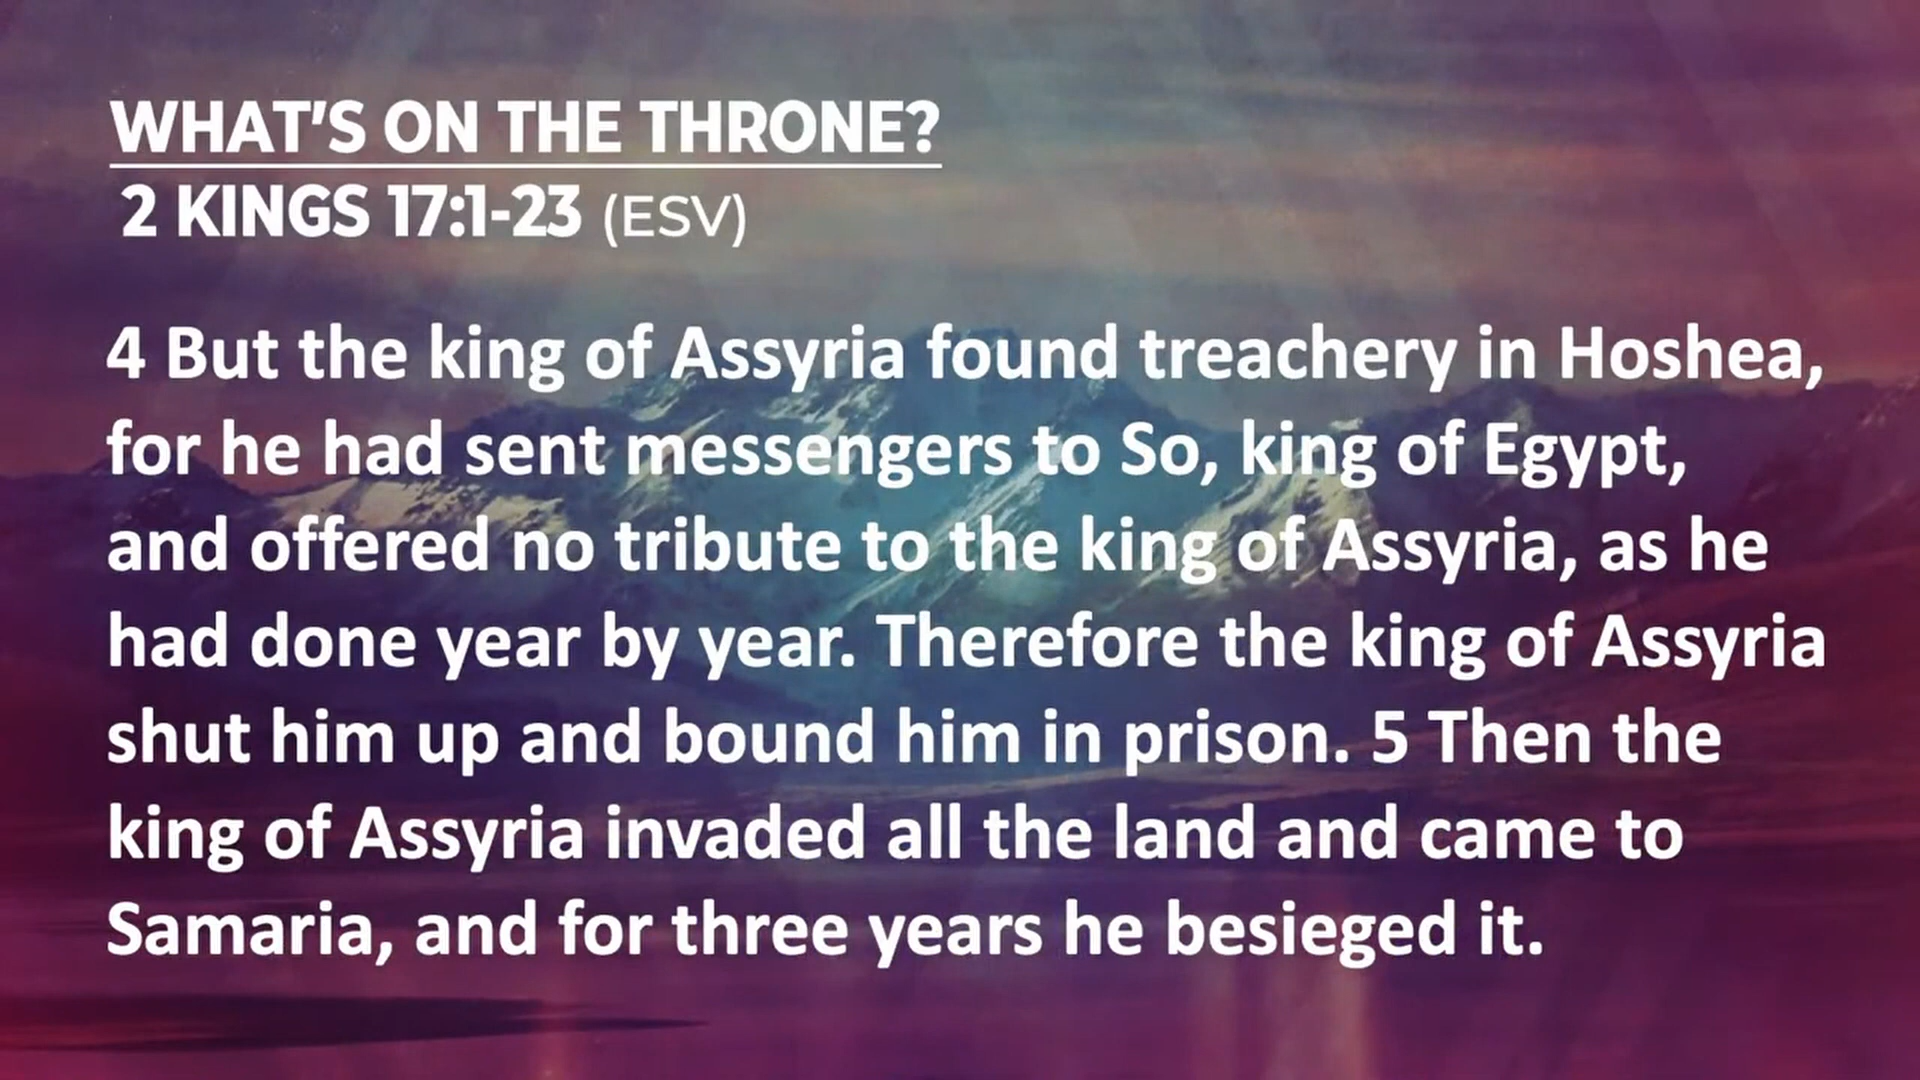 WHAT'S ON THE THRONE?
2 KINGS 17:1-23 (ESV)
4 But the king of Assyria found treachery in Hoshea,
for he had sent messengers to So, king of Egypt,
and offered no tribute to the king of Assyria, as he
had done year by year. Therefore the king of Assyria
shut him up and bound him in prison. 5 Then the
king of Assyria invaded all the land and came to
Samaria, and for three years he besieged it.